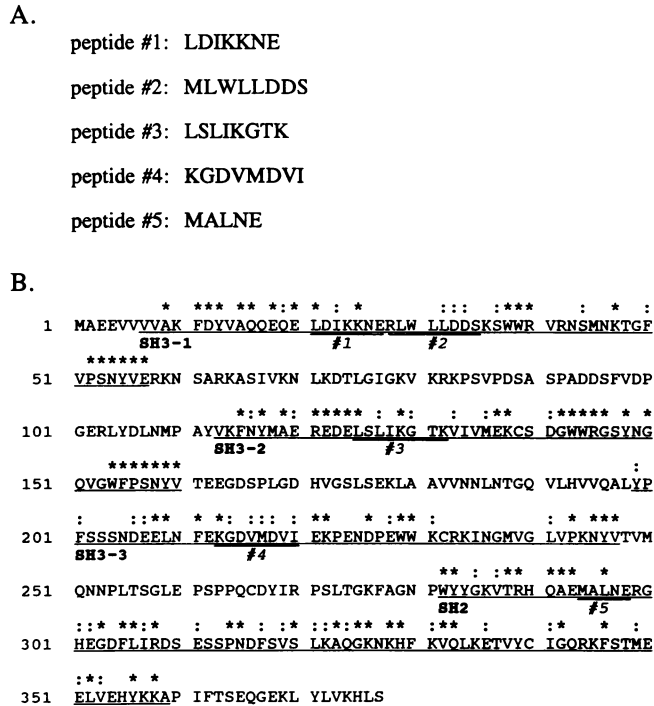 A.
peptide #1: LDIKKNE
peptide #2: MLWLLDDS
peptide #3: LSLIKGTK
peptide #4: KGDVMDVI
peptide #5: MALNE
B.
* *** ** *:* * : * ::: :*** : * :
1 MAEEVVVVAK FDYVAQQEQE LDIKKNERLW LLDDSKSWWR VRNSMNKTGF
SH3-1 #1 #2
******
51 VPSNYVERKN SARKASIVKN LKDTLGIGKV KRKPSVPDSA SPADDSFVDP
*:* *: ***** : *: : :** :***** * *
101 GERLYDLNMP AYVKFNYMAE REDELSLIKG TKVIVMEKCS DGWWRGSYNG
SH3-2 #3
******* :
151 QVGWFPSNYV TEEGDSPLGD HVGSLSEKLA AVVNNLNTGQ VLHVVQALYP
: :** * *:: ::: : ** * :** : : * ***
201 FSSSNDEELN FEKGDVMDVI EKPENDPEWW KCRKINGMVG LVPKNYVTVM
SH3-3 #4
** : :** *** *
251 QNNPLTSGLE PSPPQCDYIR PSLTGKFAGN PWYYGKVTRH QAEMALNERG
SH2 #5
::* **:** * ** *:** * :*:** :* *** : :* * :
301 HEGDFLIRDS ESSPNDFSVS LKAQGKNKHF KVQLKETVYC IGQRKFSTME
:*: * *
351 ELVEHYKKAP IFTSEQGEKL YLVKHLS